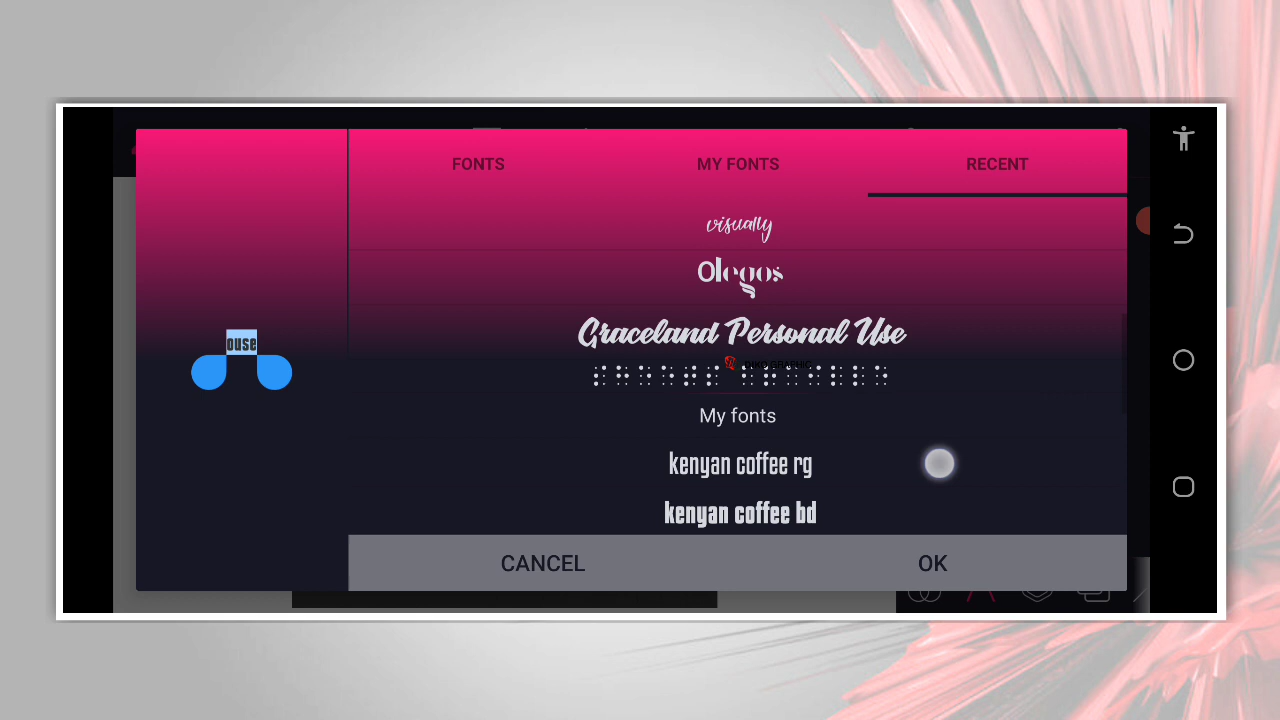 FONTS
MY FONTS
RECENT
visually
Ologos
Graceland Personal Use
ouse
My fonts
kenyan coffee rg
kenyan coffee bd
CANCEL
OK